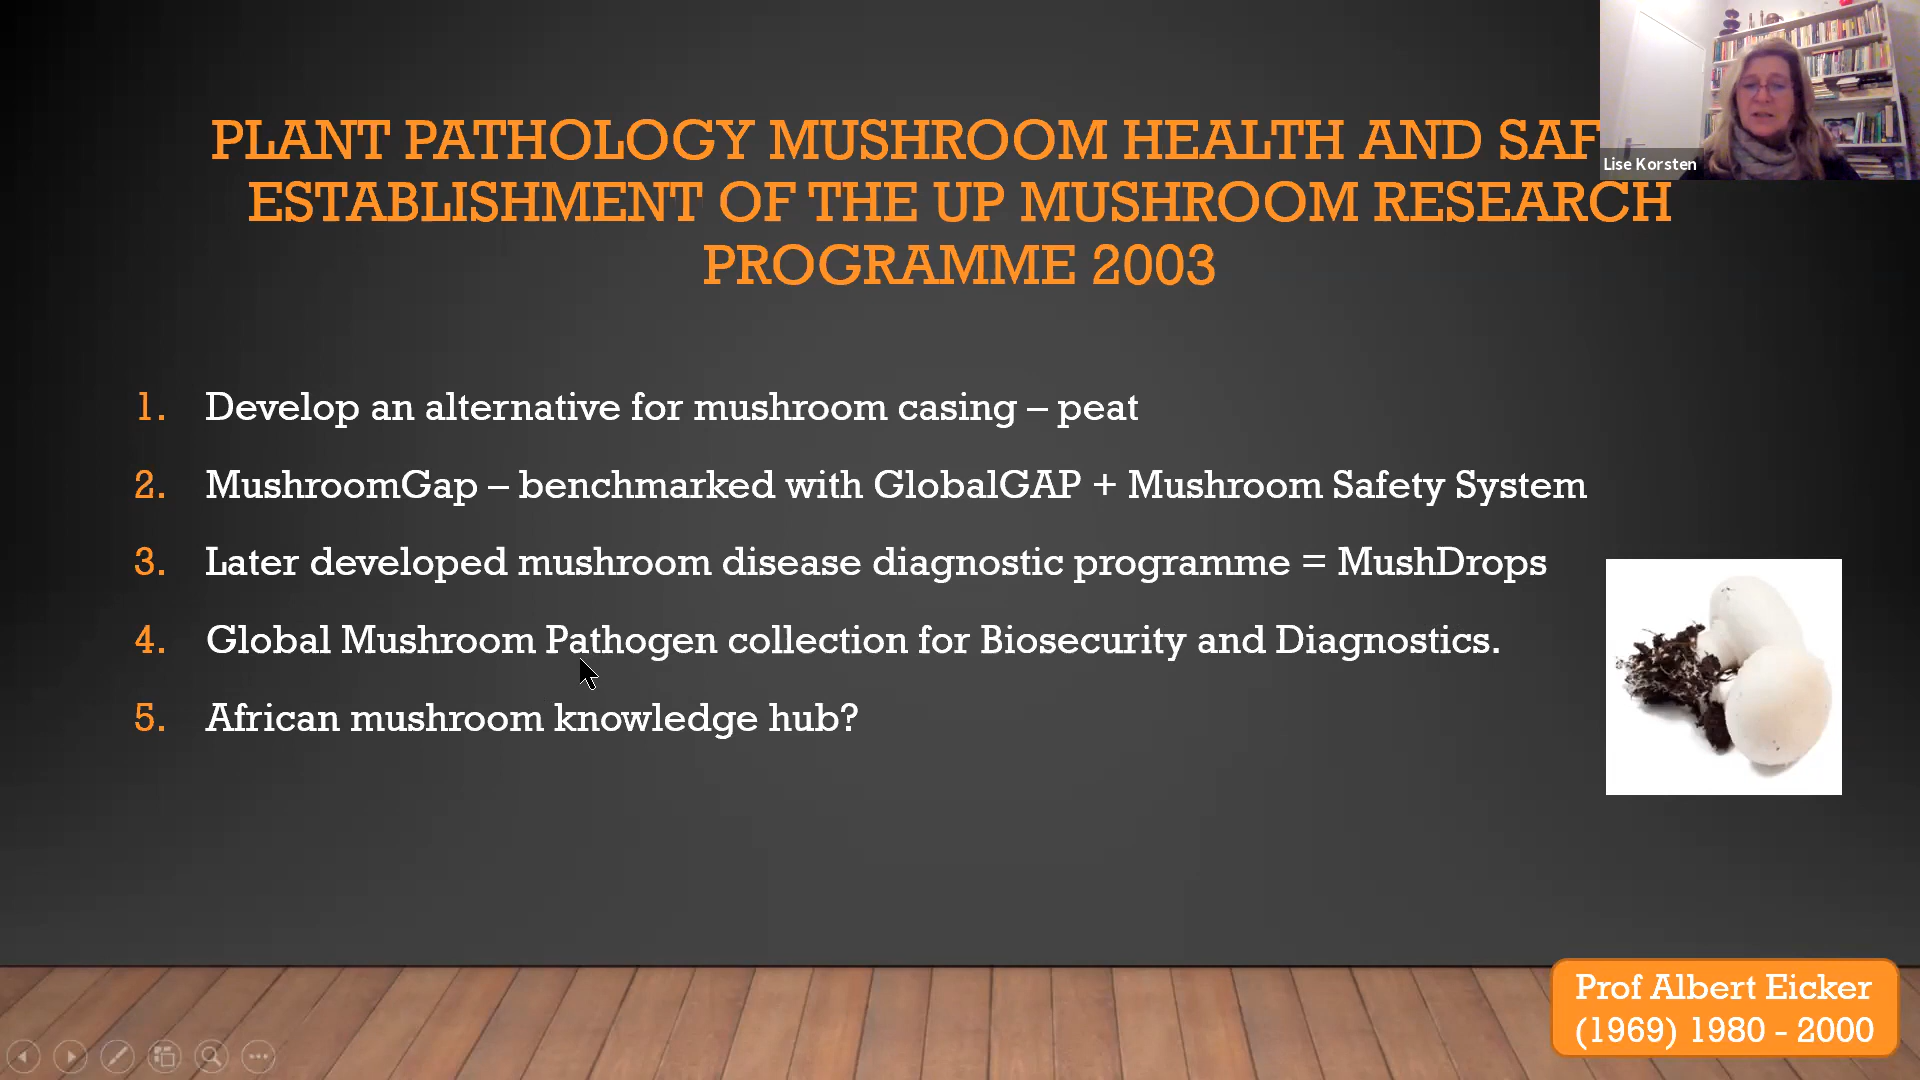 PLANT PATHOLOGY MUSHROOM HEALTH AND SAF
ESTABLISHMENT OF THE UP MUSHROOM RESEARCH
PROGRAMME 2003
Lise Korsten
1. Develop an alternative for mushroom casing – peat
2. MushroomGap – benchmarked with GlobalGAP + Mushroom Safety System
3. Later developed mushroom disease diagnostic programme = MushDrops
4. Global Mushroom Pathogen collection for Biosecurity and Diagnostics.
5. African mushroom knowledge hub?
Prof Albert Eicker
(1969) 1980 - 2000